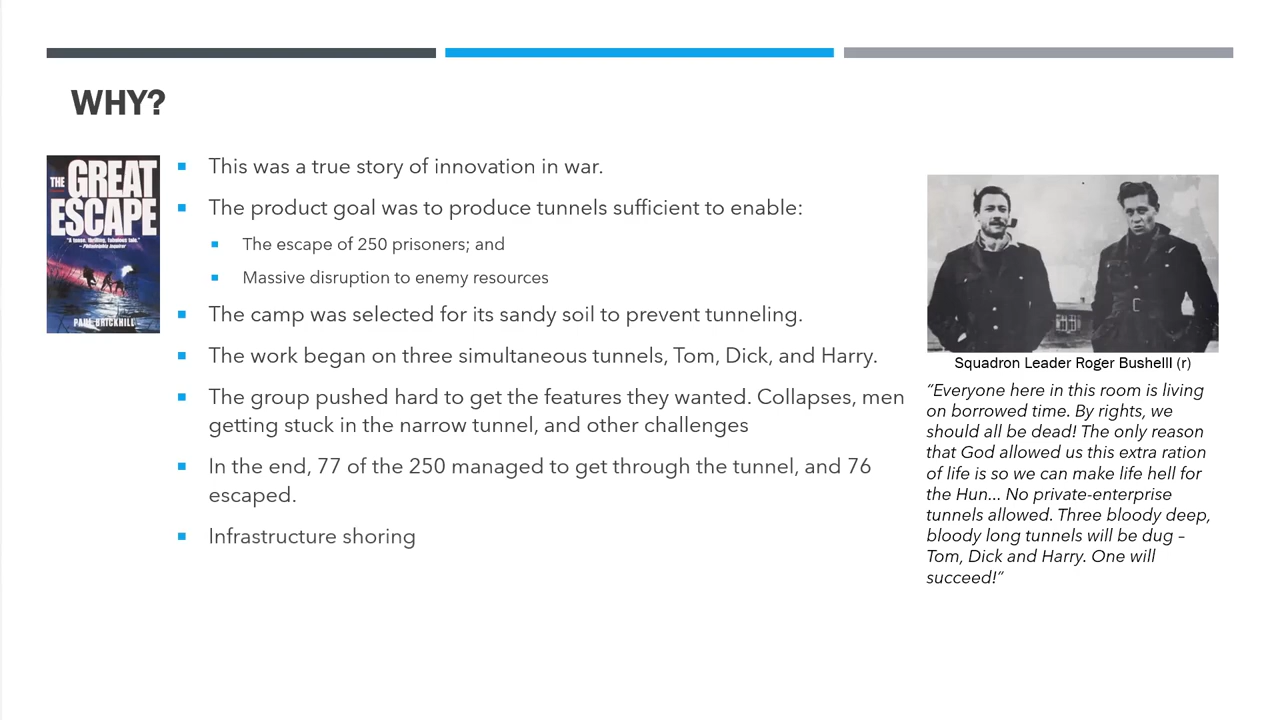 WHY?
THE GREAT
ESCAPE
"A tense, thrilling, fabulous tale."
– Philadelphia Inquirer
PAUL BRICKHILL
This was a true story of innovation in war.
The product goal was to produce tunnels sufficient to enable:
The escape of 250 prisoners; and
Massive disruption to enemy resources
The camp was selected for its sandy soil to prevent tunneling.
The work began on three simultaneous tunnels, Tom, Dick, and Harry.
The group pushed hard to get the features they wanted. Collapses, men
getting stuck in the narrow tunnel, and other challenges
In the end, 77 of the 250 managed to get through the tunnel, and 76
escaped.
Infrastructure shoring
Squadron Leader Roger Bushelll (r)
“Everyone here in this room is living
on borrowed time. By rights, we
should all be dead! The only reason
that God allowed us this extra ration
of life is so we can make life hell for
the Hun... No private-enterprise
tunnels allowed. Three bloody deep,
bloody long tunnels will be dug –
Tom, Dick and Harry. One will
succeed!”